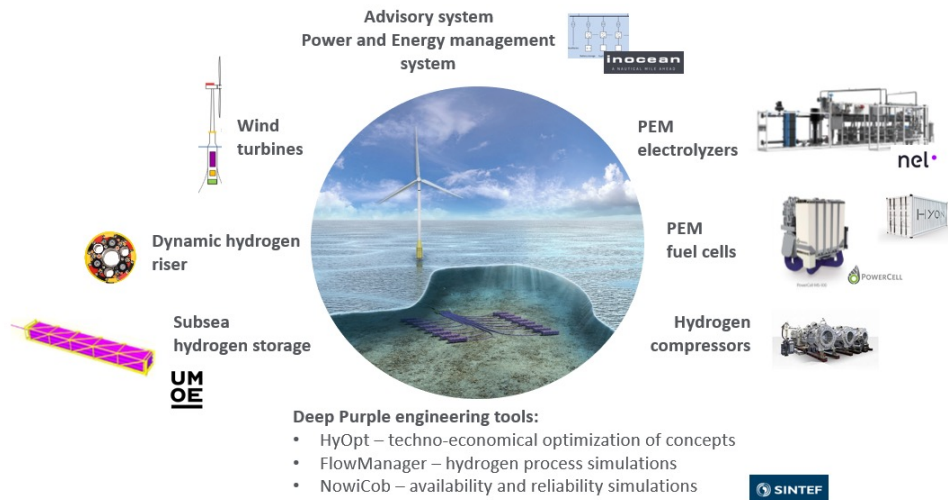 Advisory system
Power and Energy management
system
inocean
Wind
turbines
PEM
electrolyzers
nel
Dynamic hydrogen
riser
PEM
fuel cells
HYON
POWERCELL
Subsea
hydrogen storage
UM
OE
Hydrogen
compressors
Deep Purple engineering tools:
• HyOpt – techno-economical optimization of concepts
• FlowManager – hydrogen process simulations
• NowiCob – availability and reliability simulations
SINTEF